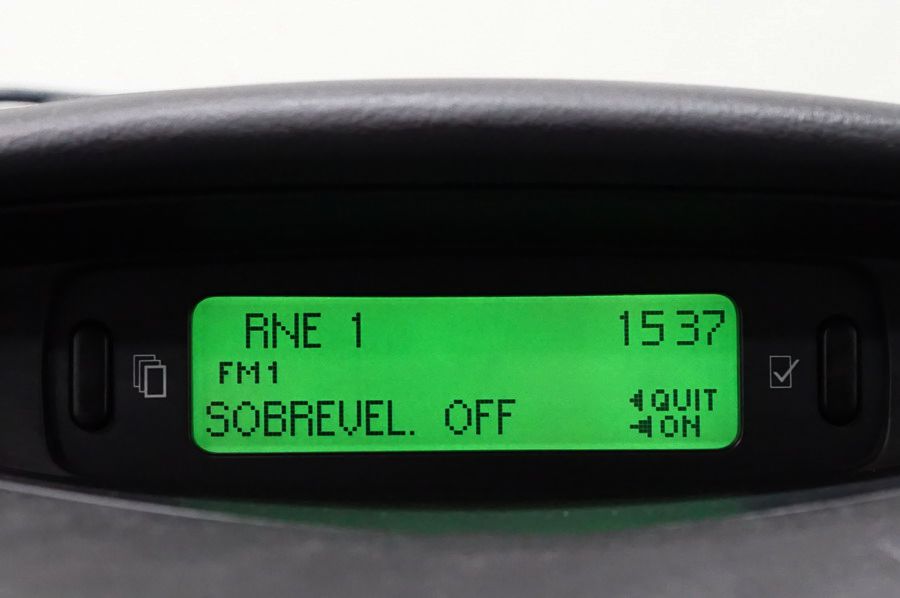 RNE 1 1537
FM1
SOBREVEL. OFF
QUIT
ON